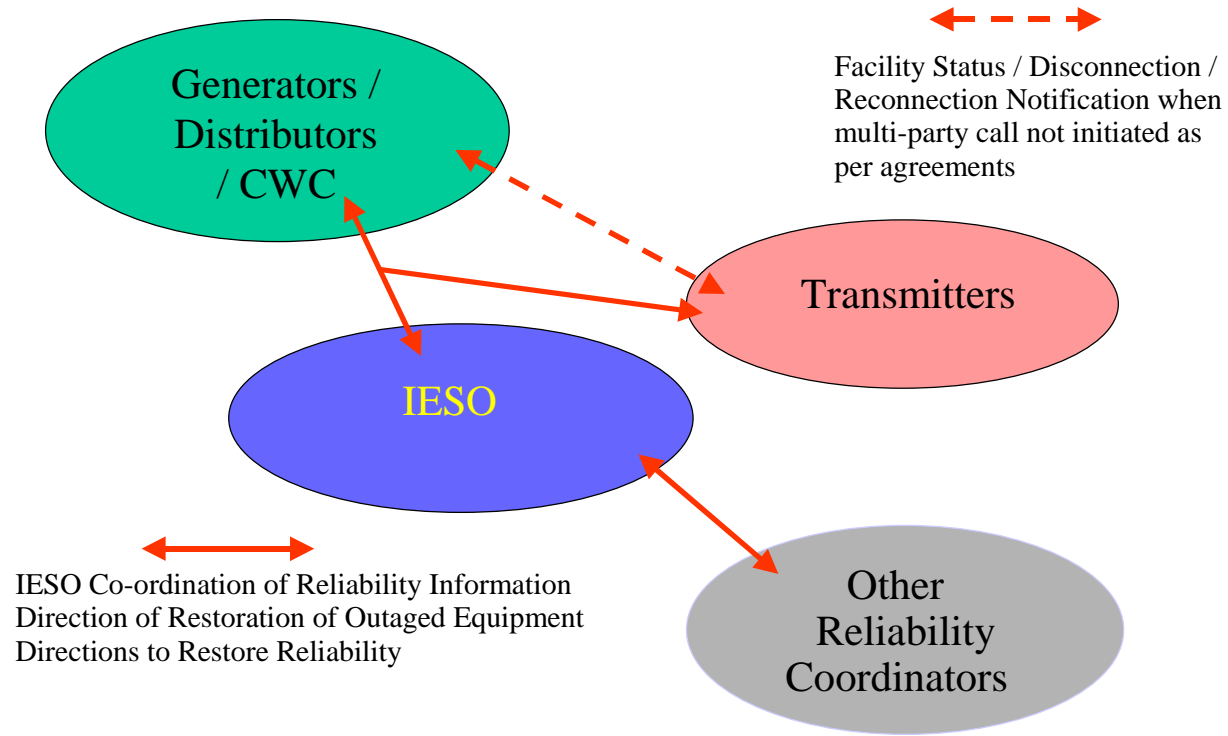 Generators /
Distributors
/ CWC
Facility Status / Disconnection /
Reconnection Notification when
multi-party call not initiated as
per agreements
Transmitters
IESO
IESO Co-ordination of Reliability Information
Direction of Restoration of Outaged Equipment
Directions to Restore Reliability
Other
Reliability
Coordinators